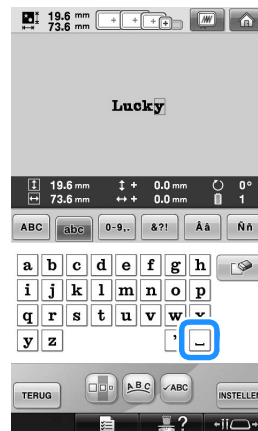 19.6 mm
73.6 mm
Lucky
19.6 mm + 0.0 mm 0°
73.6 mm + 0.0 mm 1
ABC abc 0-9,.. &?! Åâ Ññ
a b c d e f g h
i j k l m n o p
q r s t u v w x
y z ' ␣
TERUG ABC ✓ABC INSTELLEN
?